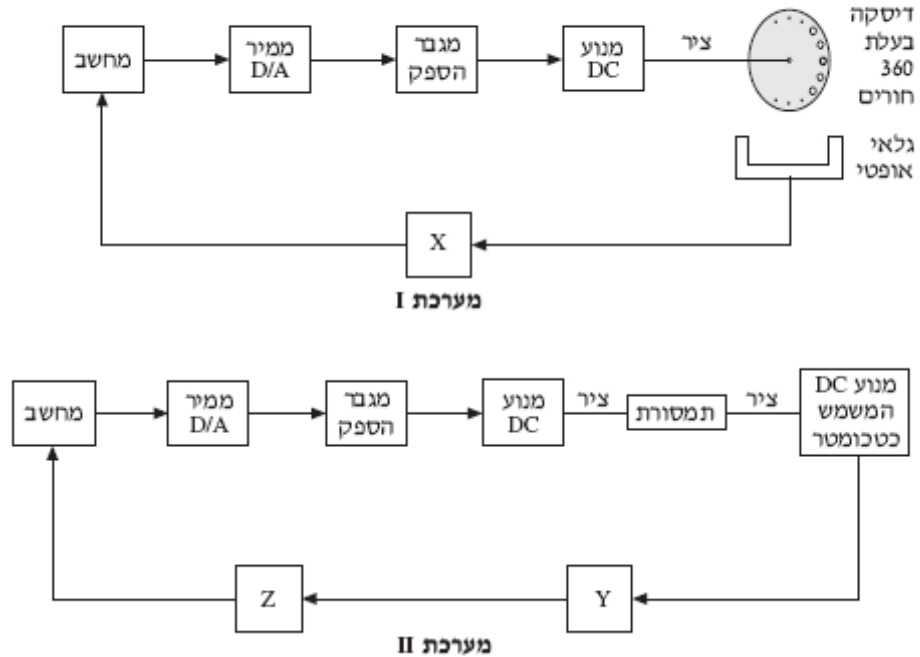 מחשב
ממיר
D/A
מגבר
הספק
מנוע
DC
ציר
דיסקה
בעלת
360
חורים
גלאי
אופטי
X
מערכת I
מחשב
ממיר
D/A
מגבר
הספק
מנוע
DC
ציר
תמסורת
ציר
מנוע DC
המשמש
כטכומטר
Z
Y
מערכת II